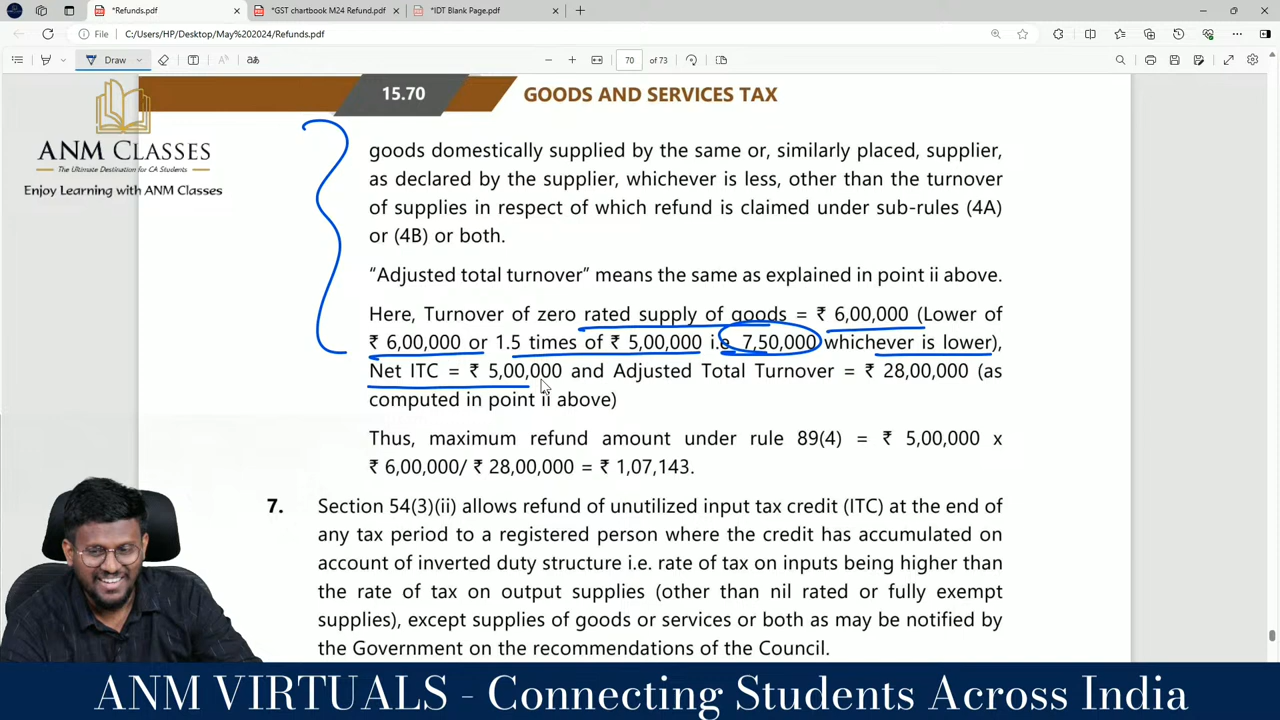 *Refunds.pdf
*GST chartbook M24 Refund.pdf
*IDT Blank Page.pdf
File
C:/Users/HP/Desktop/May%202024/Refunds.pdf
Draw
70 of 73
15.70
GOODS AND SERVICES TAX
ANM CLASSES
The Ultimate Destination for CA Students
Enjoy Learning with ANM Classes
goods domestically supplied by the same or, similarly placed, supplier,
as declared by the supplier, whichever is less, other than the turnover
of supplies in respect of which refund is claimed under sub-rules (4A)
or (4B) or both.
“Adjusted total turnover” means the same as explained in point ii above.
Here, Turnover of zero rated supply of goods = ₹ 6,00,000 (Lower of
₹ 6,00,000 or 1.5 times of ₹ 5,00,000 i.e. 7,50,000 whichever is lower),
Net ITC = ₹ 5,00,000 and Adjusted Total Turnover = ₹ 28,00,000 (as
computed in point ii above)
Thus, maximum refund amount under rule 89(4) = ₹ 5,00,000 x
₹ 6,00,000/ ₹ 28,00,000 = ₹ 1,07,143.
7. Section 54(3)(ii) allows refund of unutilized input tax credit (ITC) at the end of
any tax period to a registered person where the credit has accumulated on
account of inverted duty structure i.e. rate of tax on inputs being higher than
the rate of tax on output supplies (other than nil rated or fully exempt
supplies), except supplies of goods or services or both as may be notified by
the Government on the recommendations of the Council.
ANM VIRTUALS - Connecting Students Across India